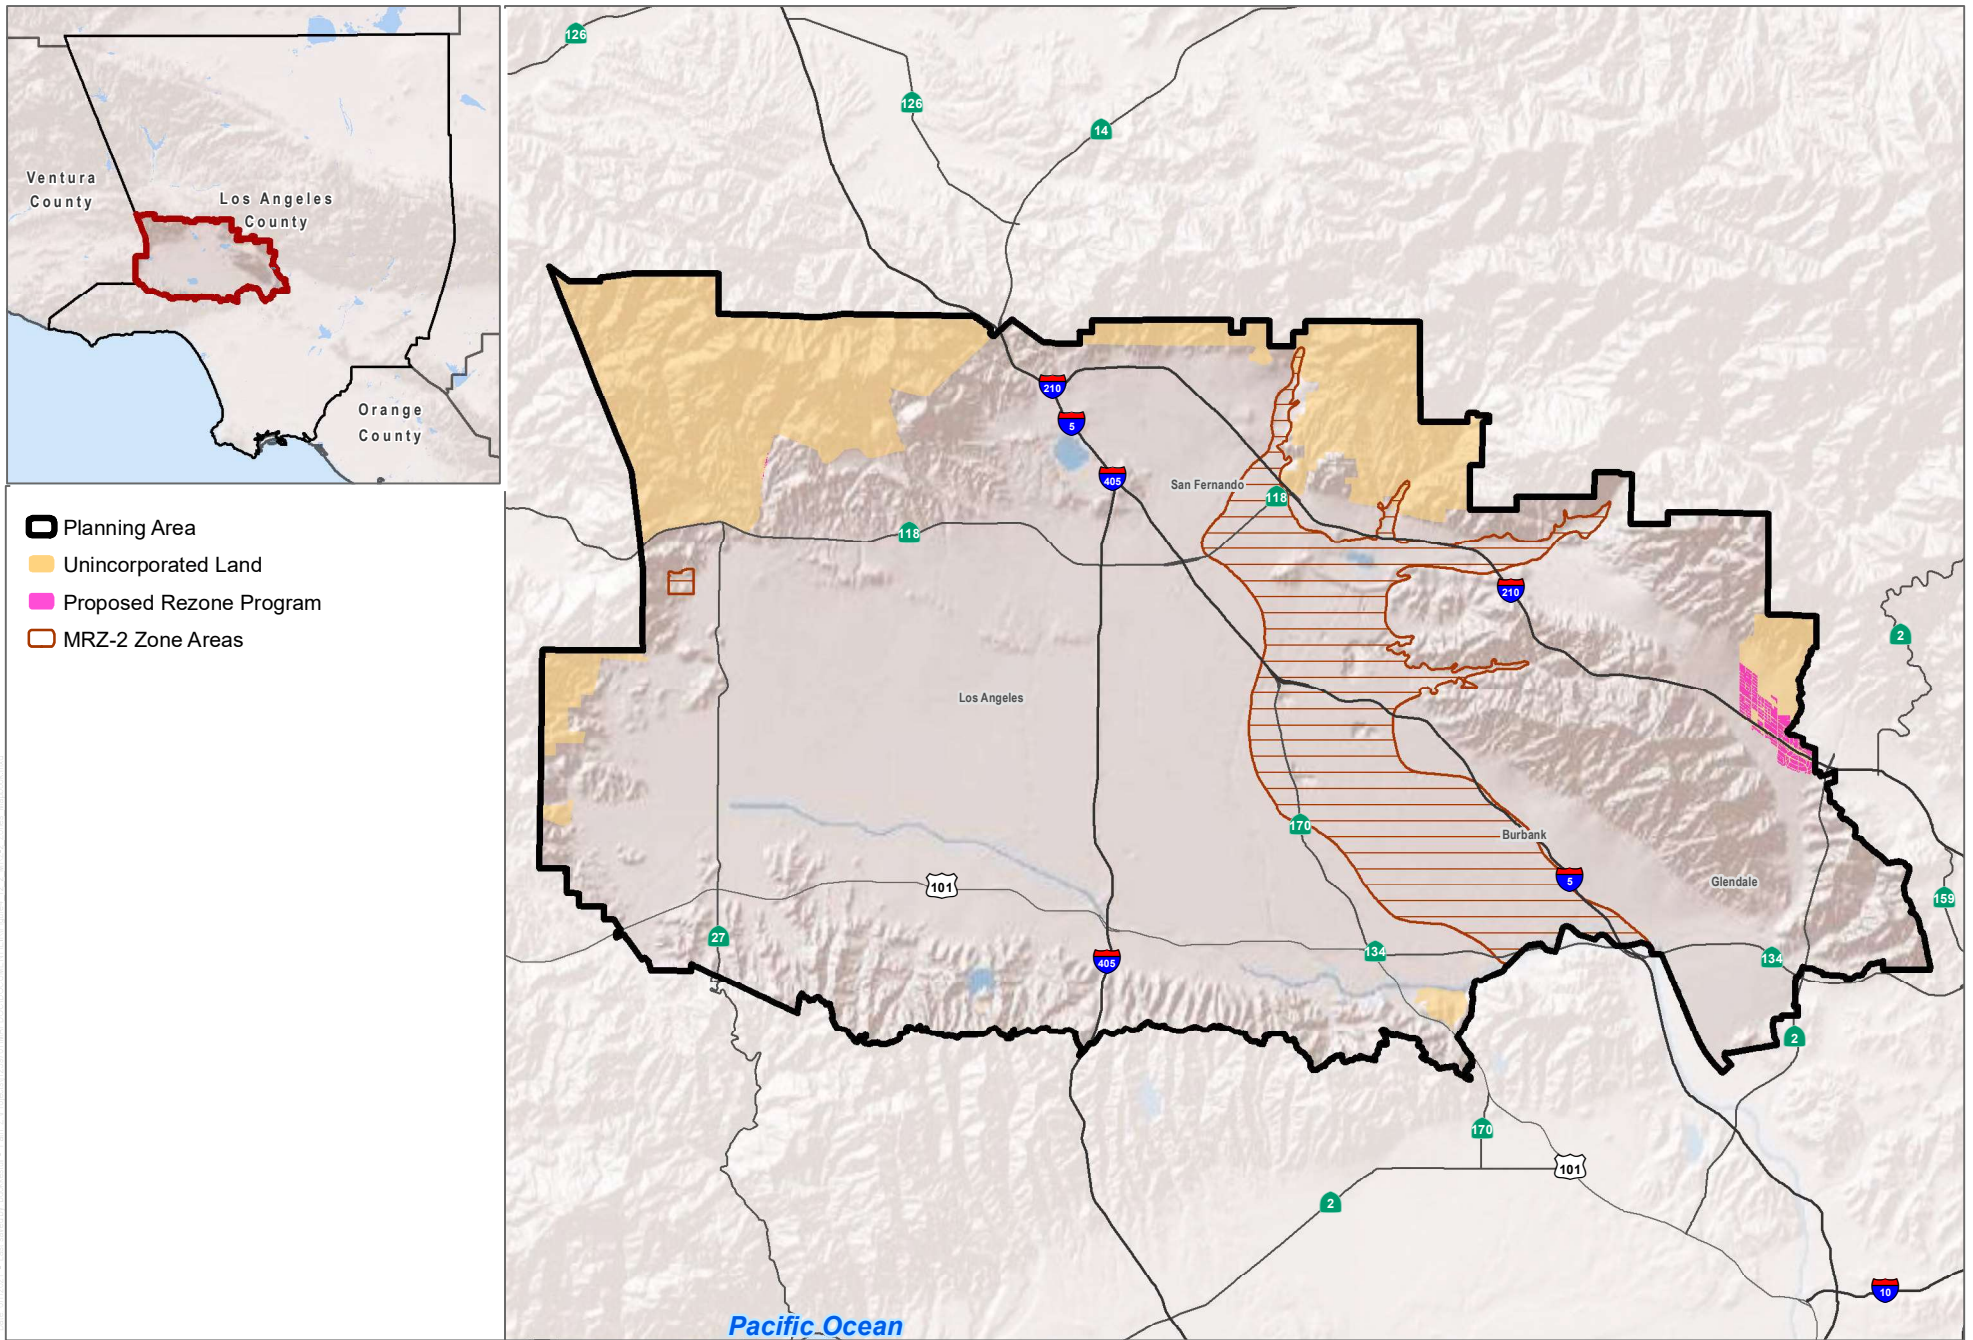 Ventura
County
Los Angeles
County
Orange
County
Planning Area
Unincorporated Land
Proposed Rezone Program
MRZ-2 Zone Areas
126
126
14
210
5
405
San Fernando
118
118
210
2
Los Angeles
170
Burbank
5
Glendale
101
159
27
405
134
134
2
170
101
2
10
Pacific Ocean